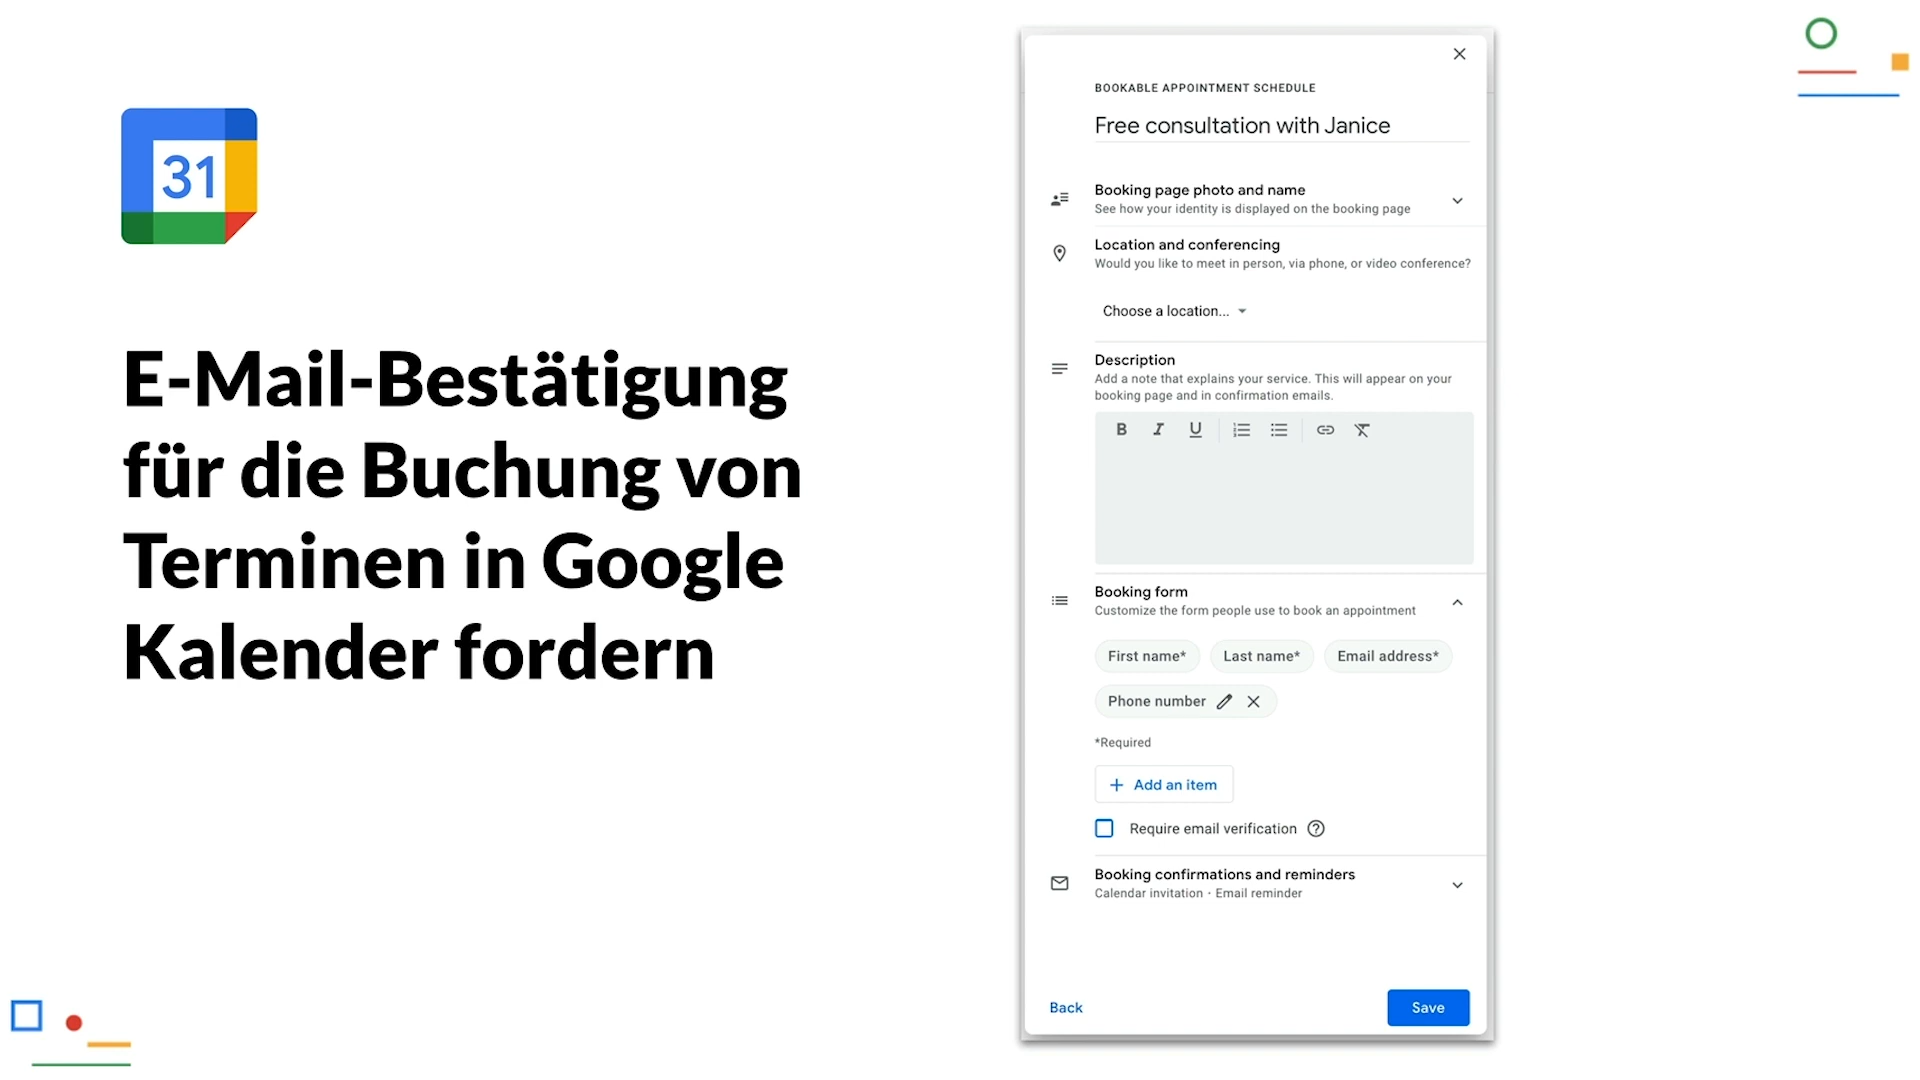 31
E-Mail-Bestätigung
für die Buchung von
Terminen in Google
Kalender fordern
BOOKABLE APPOINTMENT SCHEDULE
Free consultation with Janice
Booking page photo and name
See how your identity is displayed on the booking page
Location and conferencing
Would you like to meet in person, via phone, or video conference?
Choose a location...
Description
Add a note that explains your service. This will appear on your
booking page and in confirmation emails.
B I U
Booking form
Customize the form people use to book an appointment
First name* Last name* Email address*
Phone number
*Required
+ Add an item
Require email verification ?
Booking confirmations and reminders
Calendar invitation · Email reminder
Back Save